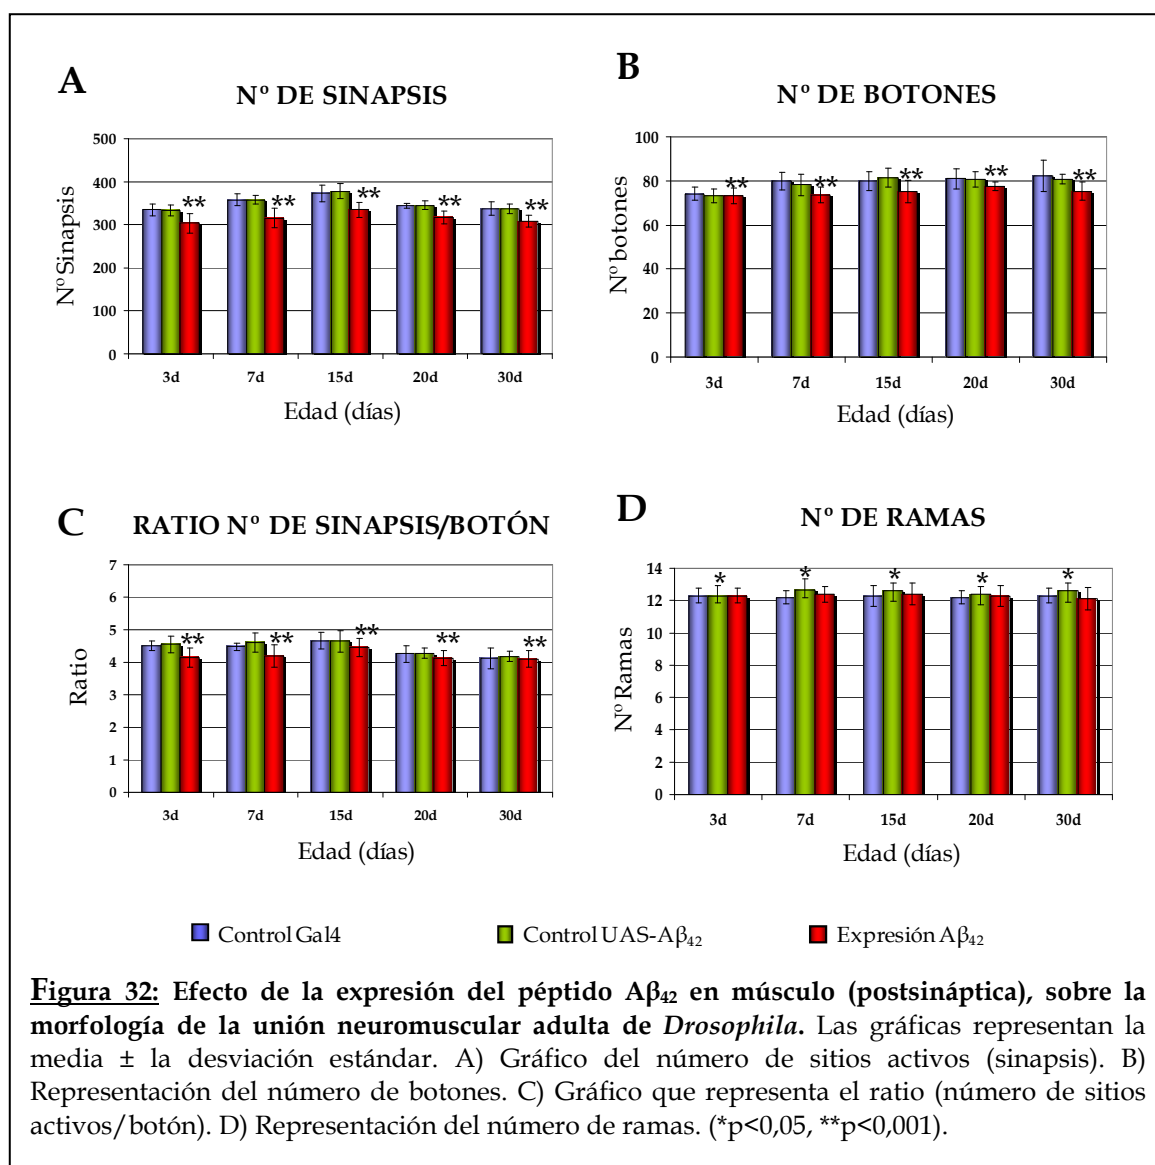 A
Nº DE SINAPSIS
500
400
300
200
100
0
Nº Sinapsis
** ** ** ** **
3d 7d 15d 20d 30d
Edad (días)
B
Nº DE BOTONES
100
80
60
40
20
0
Nº botones
** ** ** ** **
3d 7d 15d 20d 30d
Edad (días)
C
RATIO Nº DE SINAPSIS/BOTÓN
7
6
5
4
3
2
1
0
Ratio
** ** ** ** **
3d 7d 15d 20d 30d
Edad (días)
D
Nº DE RAMAS
14
12
10
8
6
4
2
0
Nº Ramas
* * * * *
3d 7d 15d 20d 30d
Edad (días)
Control Gal4 Control UAS-Aβ₄₂ Expresión Aβ₄₂
Figura 32: Efecto de la expresión del péptido Aβ₄₂ en músculo (postsináptica), sobre la
morfología de la unión neuromuscular adulta de Drosophila. Las gráficas representan la
media ± la desviación estándar. A) Gráfico del número de sitios activos (sinapsis). B)
Representación del número de botones. C) Gráfico que representa el ratio (número de sitios
activos/botón). D) Representación del número de ramas. (*p<0,05, **p<0,001).